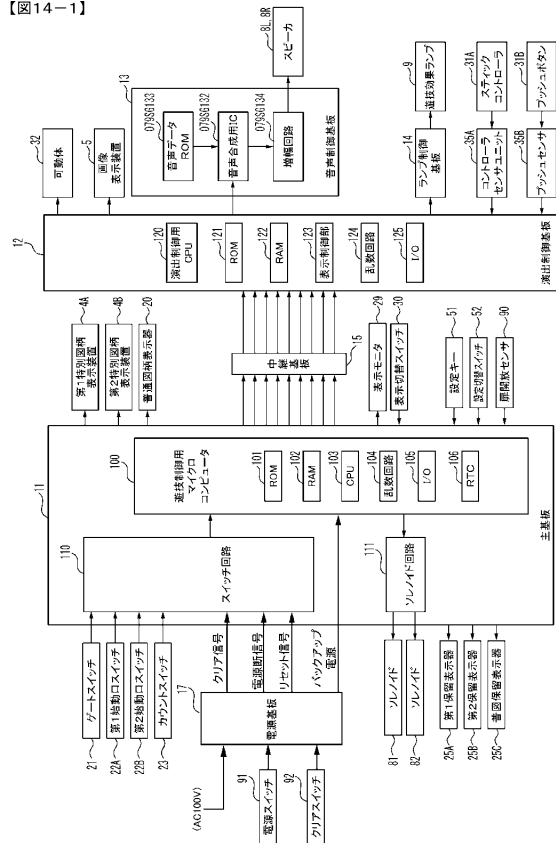 【図14-1】
8L、8R
スピーカ
13
079SG133
音声データ
ROM
079SG132
音声合成用IC
079SG134
増幅回路
音声制御基板
32
可動体
5
画像
表示装置
9
遊技効果ランプ
14
ランプ制御
基板
31A
スティック
コントローラ
35A
コントローラ
センサユニット
31B
プッシュボタン
35B
プッシュセンサ
12
120
演出制御用
CPU
121
ROM
122
RAM
123
表示制御部
124
乱数回路
125
I/O
演出制御基板
4A
第1特別図柄
表示装置
4B
第2特別図柄
表示装置
20
普通図柄表示器
15
中継基板
29
表示モニタ
30
表示切替スイッチ
51
設定キー
52
設定切替スイッチ
90
扉開放センサ
11
100
遊技制御用
マイクロ
コンピュータ
101
ROM
102
RAM
103
CPU
104
乱数回路
105
I/O
106
RTC
主基板
110
スイッチ回路
111
ソレノイド回路
21
ゲートスイッチ
22A
第1始動口スイッチ
22B
第2始動口スイッチ
23
カウントスイッチ
クリア信号
電源断信号
リセット信号
バックアップ
電源
17
電源基板
(AC100V)
91
電源スイッチ
92
クリアスイッチ
81
ソレノイド
82
ソレノイド
25A
第1保留表示器
25B
第2保留表示器
25C
普図保留表示器